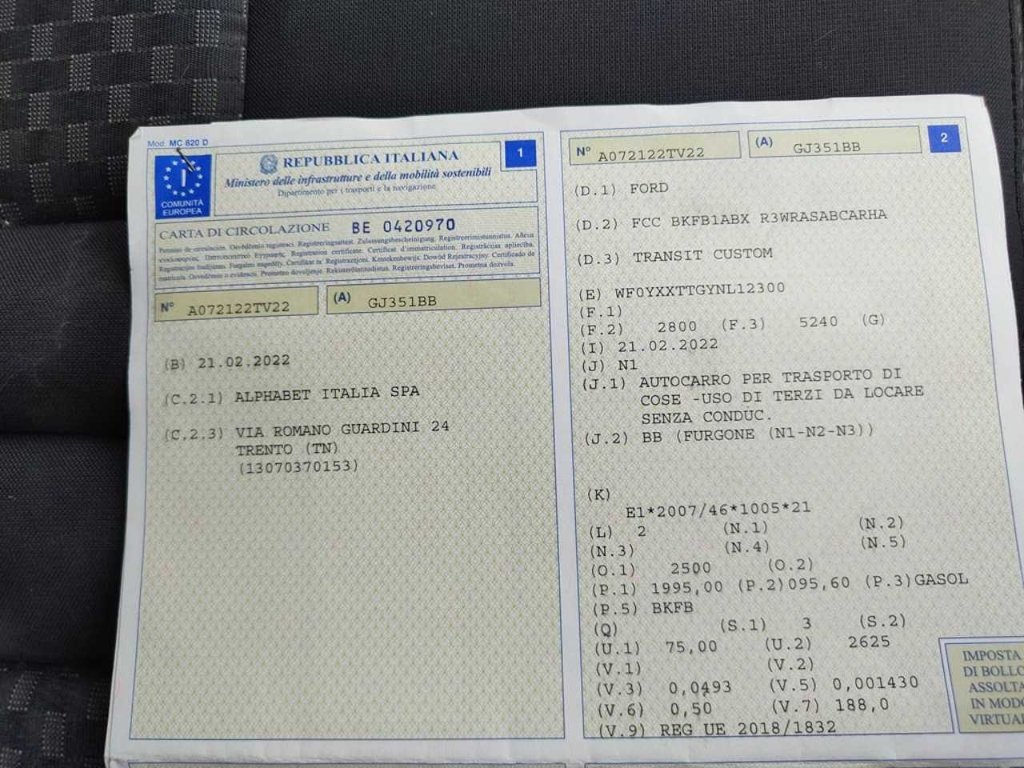 Mod. MC 820 D
I
COMUNITÀ
EUROPEA
REPUBBLICA ITALIANA
Ministero delle infrastrutture e della mobilità sostenibili
Dipartimento per i trasporti e la navigazione
1
CARTA DI CIRCOLAZIONE BE 0420970
N° A072122TV22
(A) GJ351BB
(B) 21.02.2022
(C.2.1) ALPHABET ITALIA SPA
(C.2.3) VIA ROMANO GUARDINI 24
TRENTO (TN)
(13070370153)
N° A072122TV22
(A) GJ351BB
2
(D.1) FORD
(D.2) FCC BKFB1ABX R3WRASABCARHA
(D.3) TRANSIT CUSTOM
(E) WF0YXXTTGYNL12300
(F.1)
(F.2) 2800 (F.3) 5240 (G)
(I) 21.02.2022
(J) N1
(J.1) AUTOCARRO PER TRASPORTO DI
COSE -USO DI TERZI DA LOCARE
SENZA CONDUC.
(J.2) BB (FURGONE (N1-N2-N3))
(K)
E1*2007/46*1005*21
(L) 2 (N.1) (N.2)
(N.3) (N.4) (N.5)
(O.1) 2500 (O.2)
(P.1) 1995,00 (P.2)095,60 (P.3)GASOL
(P.5) BKFB
(Q) (S.1) 3 (S.2)
(U.1) 75,00 (U.2) 2625
(V.1) (V.2)
(V.3) 0,0493 (V.5) 0,001430
(V.6) 0,50 (V.7) 188,0
(V.9) REG UE 2018/1832
IMPOSTA
DI BOLLO
ASSOLTA
IN MODO
VIRTUA